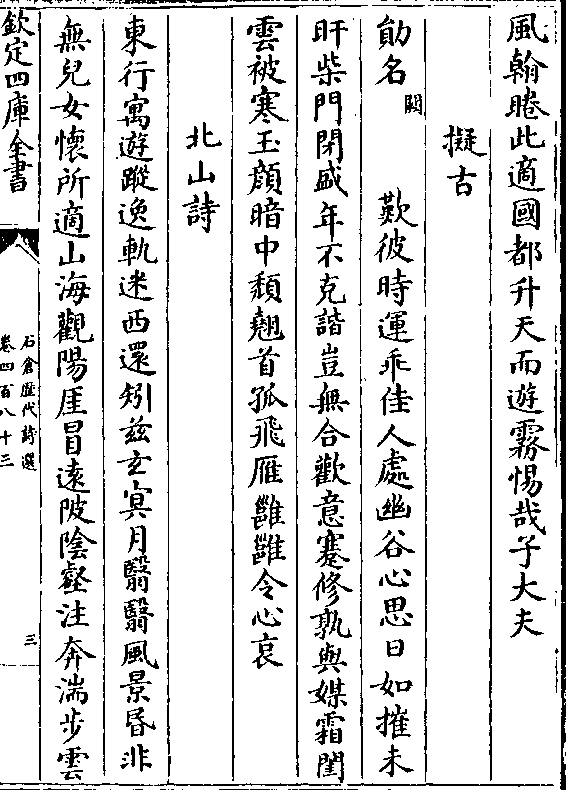 風翰睠此適國都升天而遊霧惕哉子大夫
擬古
勛名闕歎彼時運乖佳人處幽谷心思日如摧未
旰柴門閉盛年不克諧豈無合歡意蹇修孰與媒霜閨
雲被寒玉顔暗中頽翹首孤飛雁雝雝令心哀
北山詩
東行寓遊蹤逸軌迷西還矧兹玄冥月翳翳風景昏非
無兒女懷所適山海觀陽厓冒遠陂陰壑注奔湍步雲
欽定四庫全書
石倉歴代詩選
卷四百八十三
三